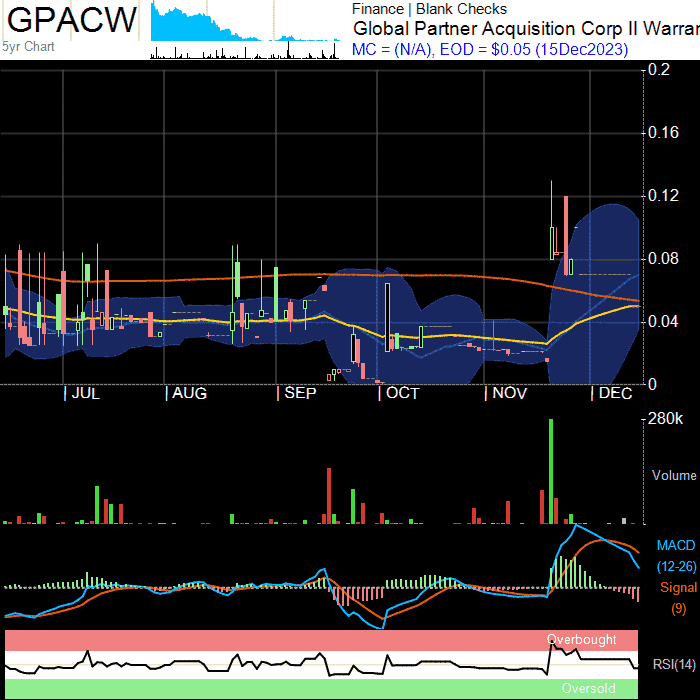 GPACW
5yr Chart
Finance | Blank Checks
Global Partner Acquisition Corp II Warran
MC = (N/A), EOD = $0.05 (15Dec2023)
0.2
0.16
0.12
0.08
0.04
0
JUL AUG SEP OCT NOV DEC
280k
Volume
MACD
(12-26)
Signal
(9)
Overbought
RSI(14)
Oversold